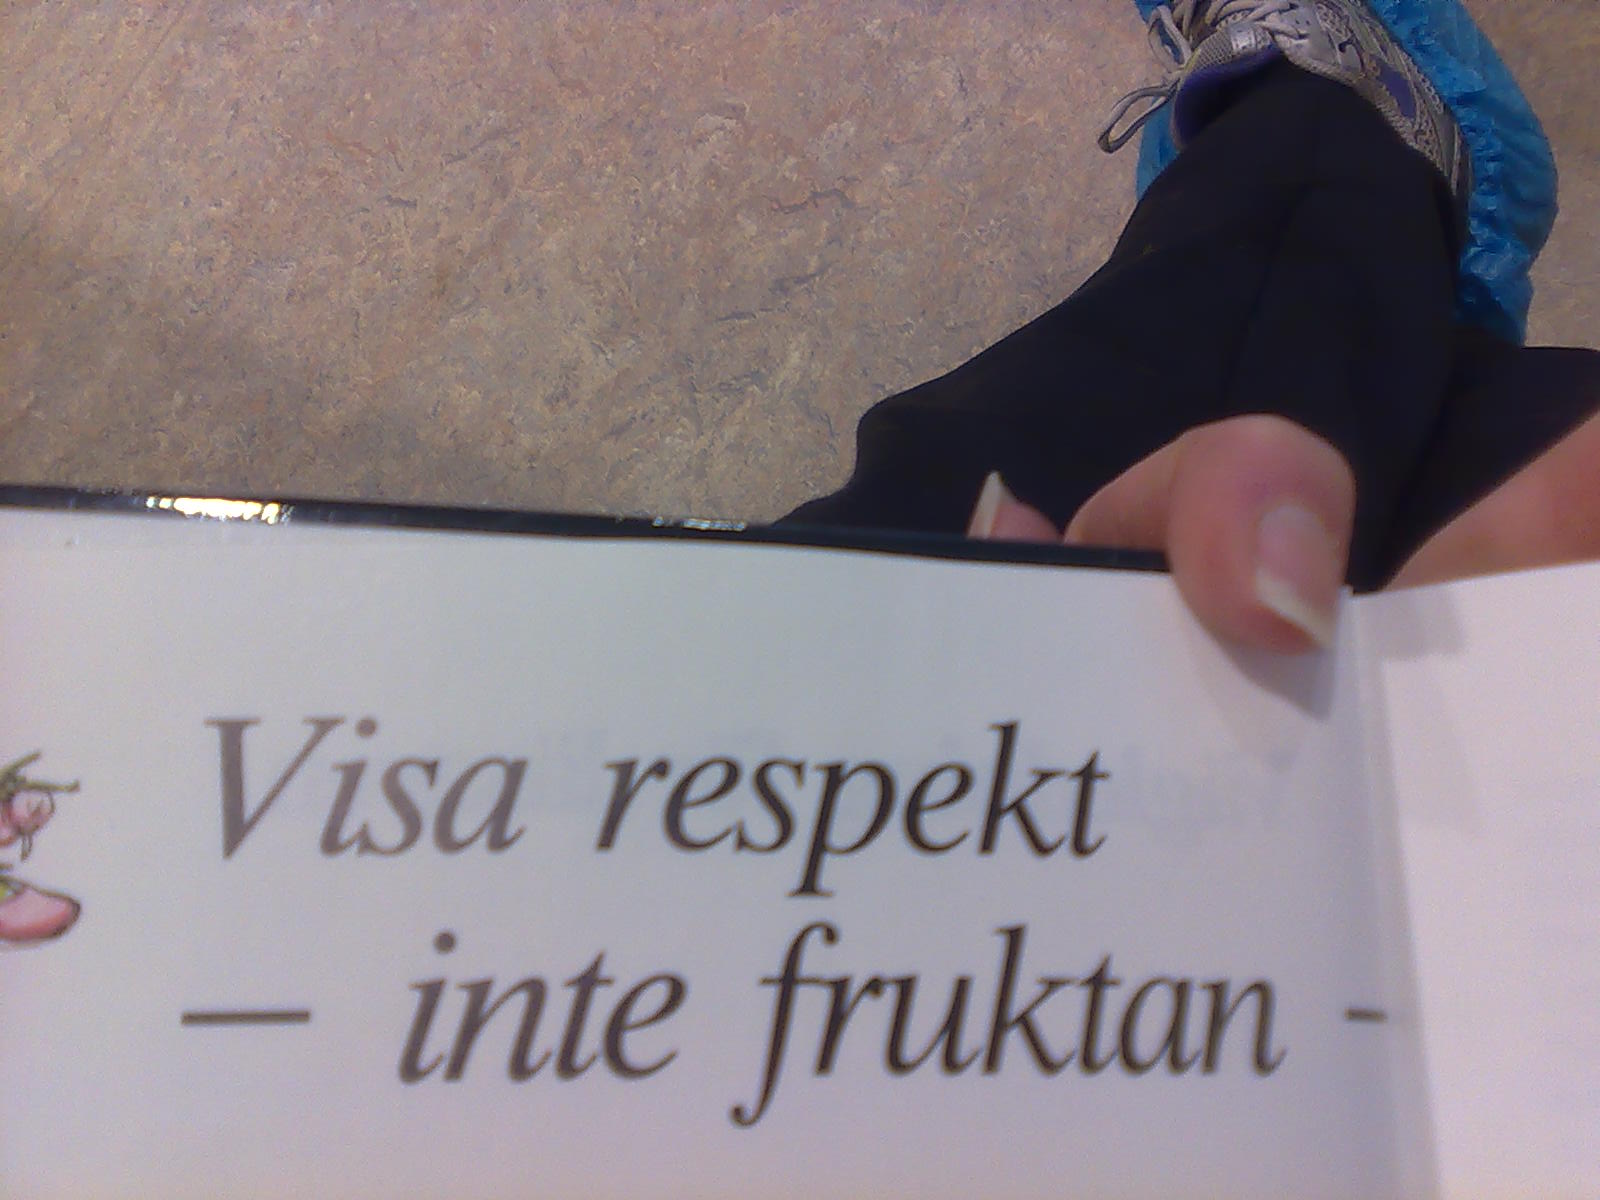 Visa respekt
– inte fruktan –